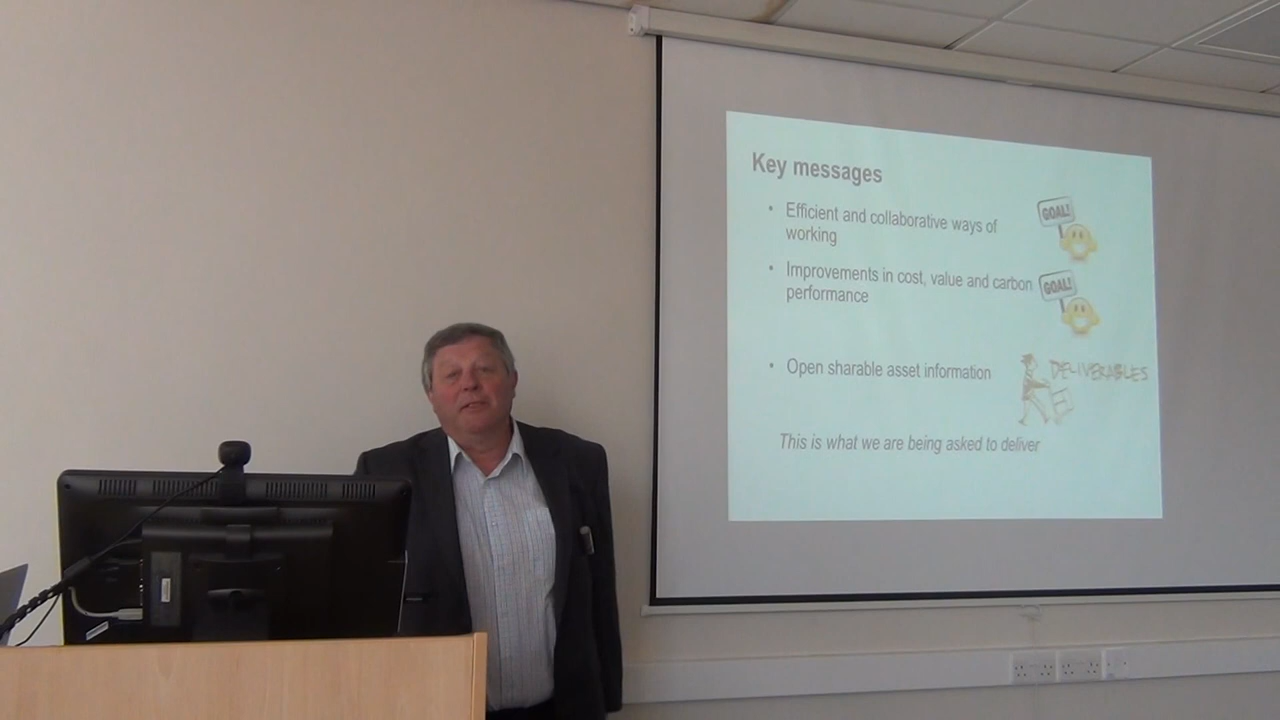 Key messages
• Efficient and collaborative ways of
working
GOAL!
• Improvements in cost, value and carbon
performance
GOAL!
• Open sharable asset information
DELIVERABLES
This is what we are being asked to deliver